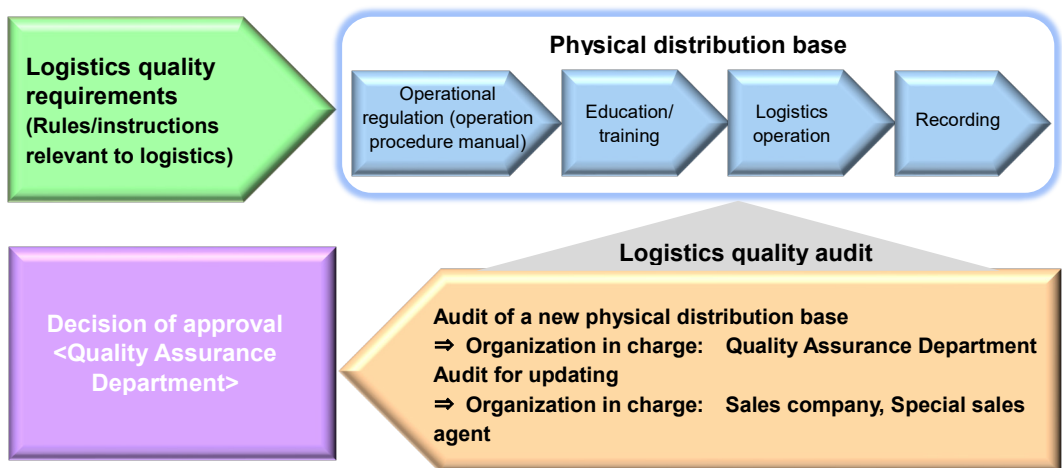 Logistics quality
requirements
(Rules/instructions
relevant to logistics)
Physical distribution base
Operational
regulation (operation
procedure manual)
Education/
training
Logistics
operation
Recording
Logistics quality audit
Audit of a new physical distribution base
⇒ Organization in charge: Quality Assurance Department
Audit for updating
⇒ Organization in charge: Sales company, Special sales
agent
Decision of approval
<Quality Assurance
Department>